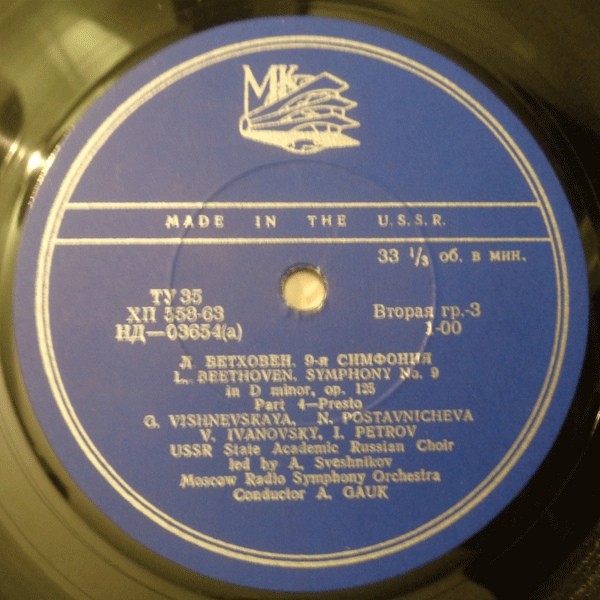 МК
MADE IN THE U.S.S.R.
33 1/3 об. в мин.
ТУ 35
ХП 558-63
НД—03654(а)
Вторая гр.-3
1-00
Л. БЕТХОВЕН, 9-я СИМФОНИЯ
L. BEETHOVEN, SYMPHONY No. 9
in D minor, op. 125
Part 4—Presto
G. VISHNEVSKAYA, N. POSTAVNICHEVA
V. IVANOVSKY, I. PETROV
USSR State Academic Russian Choir
led by A. Sveshnikov
Moscow Radio Symphony Orchestra
Conductor A. GAUK